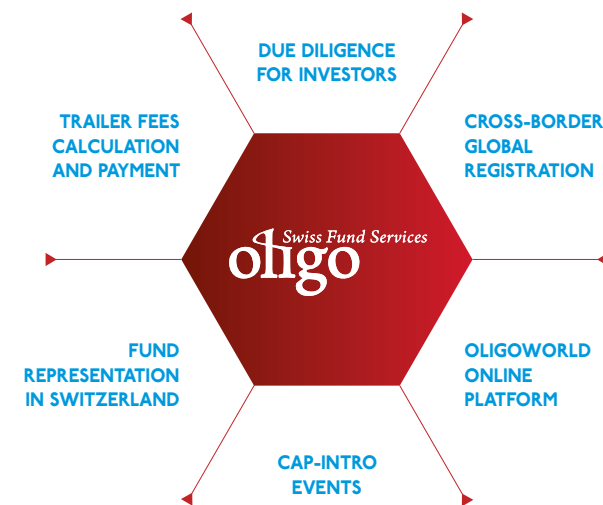 DUE DILIGENCE
FOR INVESTORS
TRAILER FEES
CALCULATION
AND PAYMENT
CROSS-BORDER
GLOBAL
REGISTRATION
Swiss Fund Services
oligo
FUND
REPRESENTATION
IN SWITZERLAND
OLIGOWORLD
ONLINE
PLATFORM
CAP-INTRO
EVENTS